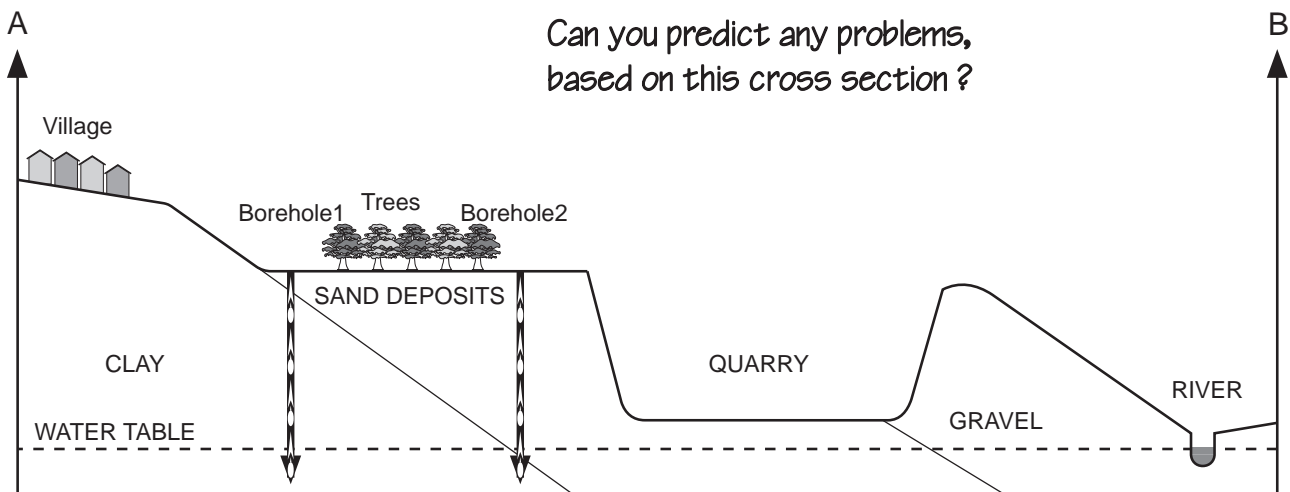 A
B
Can you predict any problems,
based on this cross section ?
Village
Borehole1
Trees
Borehole2
SAND DEPOSITS
CLAY
QUARRY
RIVER
GRAVEL
WATER TABLE